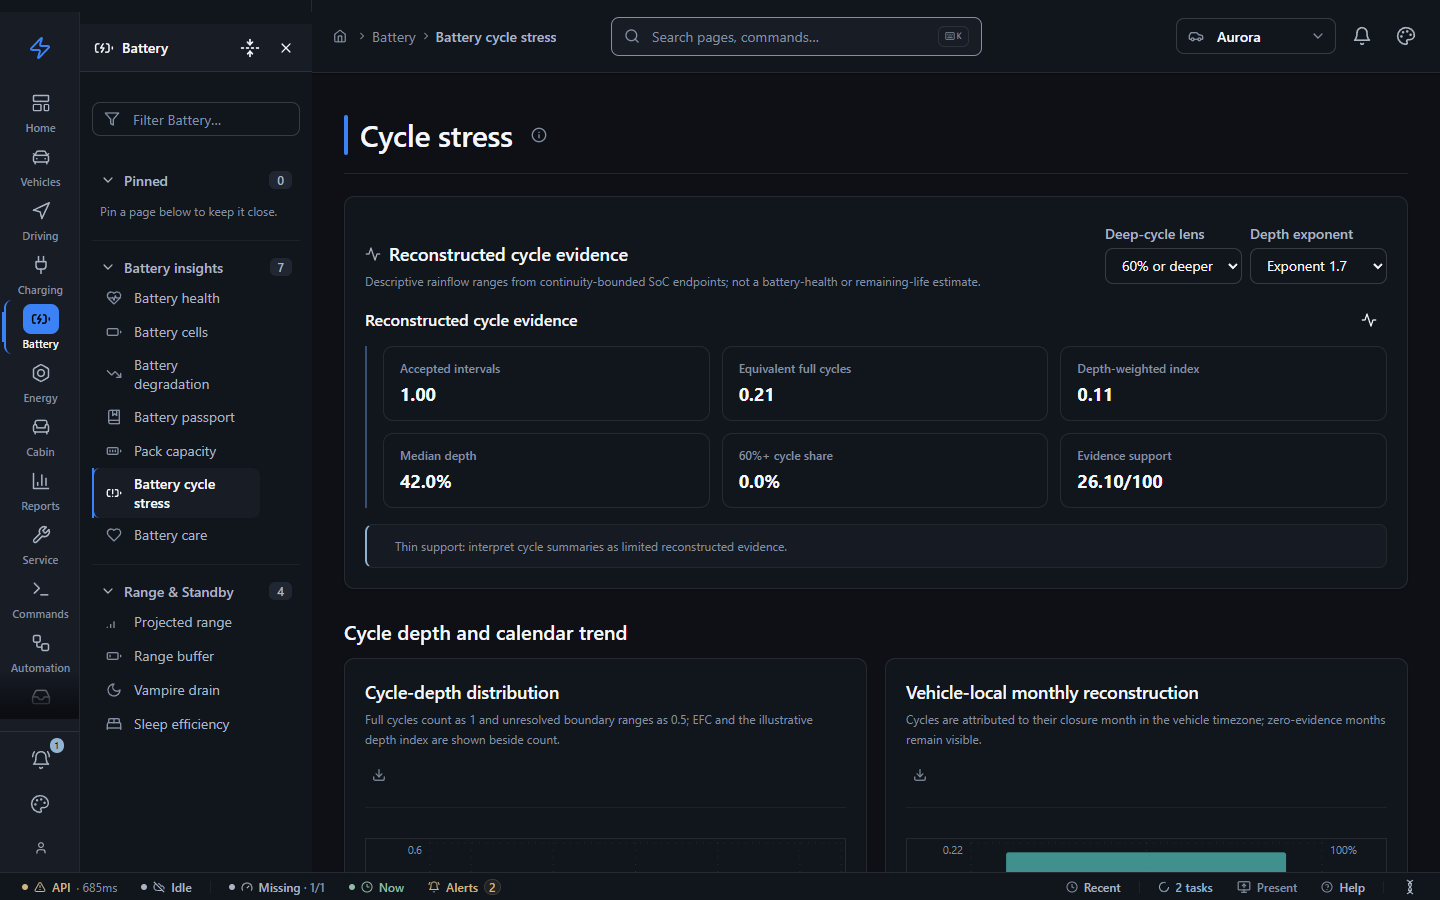 Battery
Battery
Battery cycle stress
Search pages, commands...
K
Aurora
Home
Vehicles
Driving
Charging
Battery
Energy
Cabin
Reports
Service
Commands
Automation
1
Filter Battery...
Pinned
0
Pin a page below to keep it close.
Battery insights
7
Battery health
Battery cells
Battery
degradation
Battery passport
Pack capacity
Battery cycle
stress
Battery care
Range & Standby
4
Projected range
Range buffer
Vampire drain
Sleep efficiency
Cycle stress
Reconstructed cycle evidence
Descriptive rainflow ranges from continuity-bounded SoC endpoints; not a battery-health or remaining-life estimate.
Deep-cycle lens
60% or deeper
Depth exponent
Exponent 1.7
Reconstructed cycle evidence
Accepted intervals
1.00
Equivalent full cycles
0.21
Depth-weighted index
0.11
Median depth
42.0%
60%+ cycle share
0.0%
Evidence support
26.10/100
Thin support: interpret cycle summaries as limited reconstructed evidence.
Cycle depth and calendar trend
Cycle-depth distribution
Full cycles count as 1 and unresolved boundary ranges as 0.5; EFC and the illustrative
depth index are shown beside count.
0.6
Vehicle-local monthly reconstruction
Cycles are attributed to their closure month in the vehicle timezone; zero-evidence months
remain visible.
0.22
100%
API · 685ms
Idle
Missing · 1/1
Now
Alerts 2
Recent
2 tasks
Present
Help